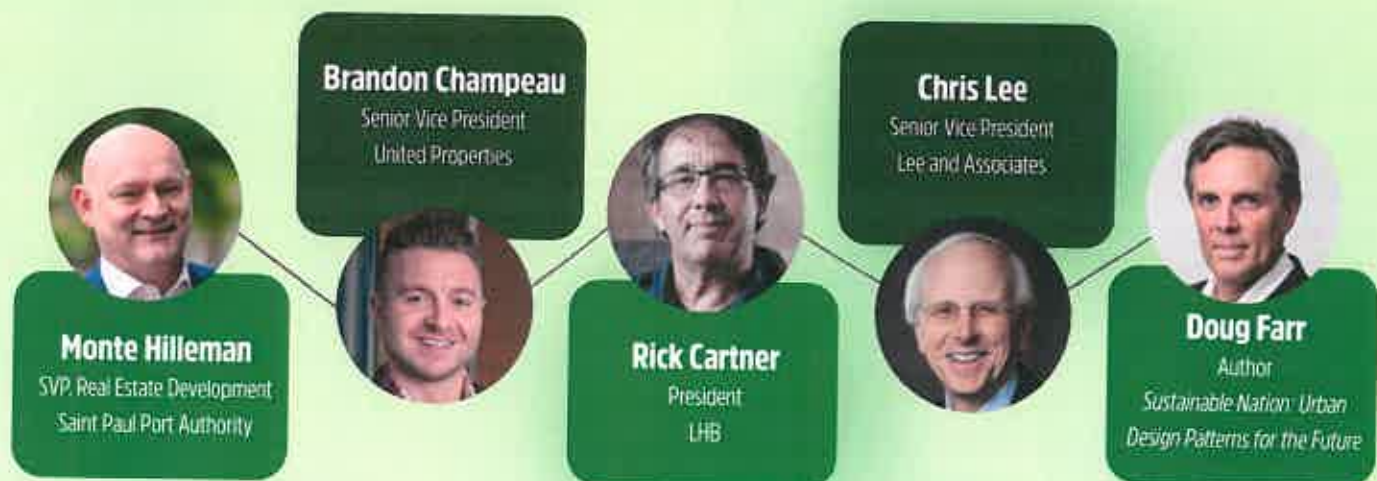 Monte Hilleman
SVP. Real Estate Development
Saint Paul Port Authority
Brandon Champeau
Senior Vice President
United Properties
Rick Cartner
President
LHB
Chris Lee
Senior Vice President
Lee and Associates
Doug Farr
Author
Sustainable Nation: Urban
Design Patterns for the Future